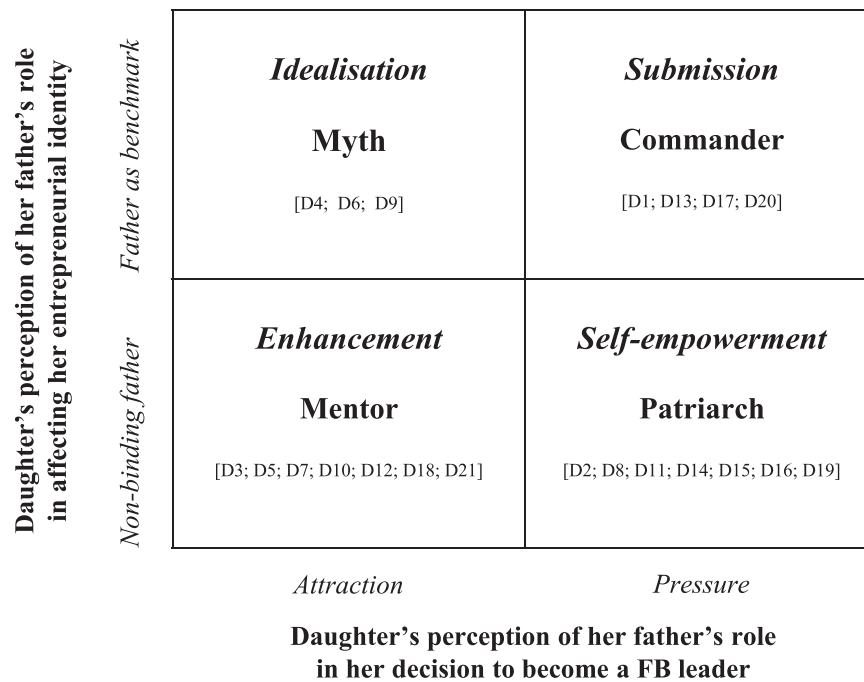 Daughter's perception of her father's role
in affecting her entrepreneurial identity
Father as benchmark
Non-binding father
Idealisation
Myth
[D4; D6; D9]
Submission
Commander
[D1; D13; D17; D20]
Enhancement
Mentor
[D3; D5; D7; D10; D12; D18; D21]
Self-empowerment
Patriarch
[D2; D8; D11; D14; D15; D16; D19]
Attraction
Pressure
Daughter's perception of her father's role
in her decision to become a FB leader